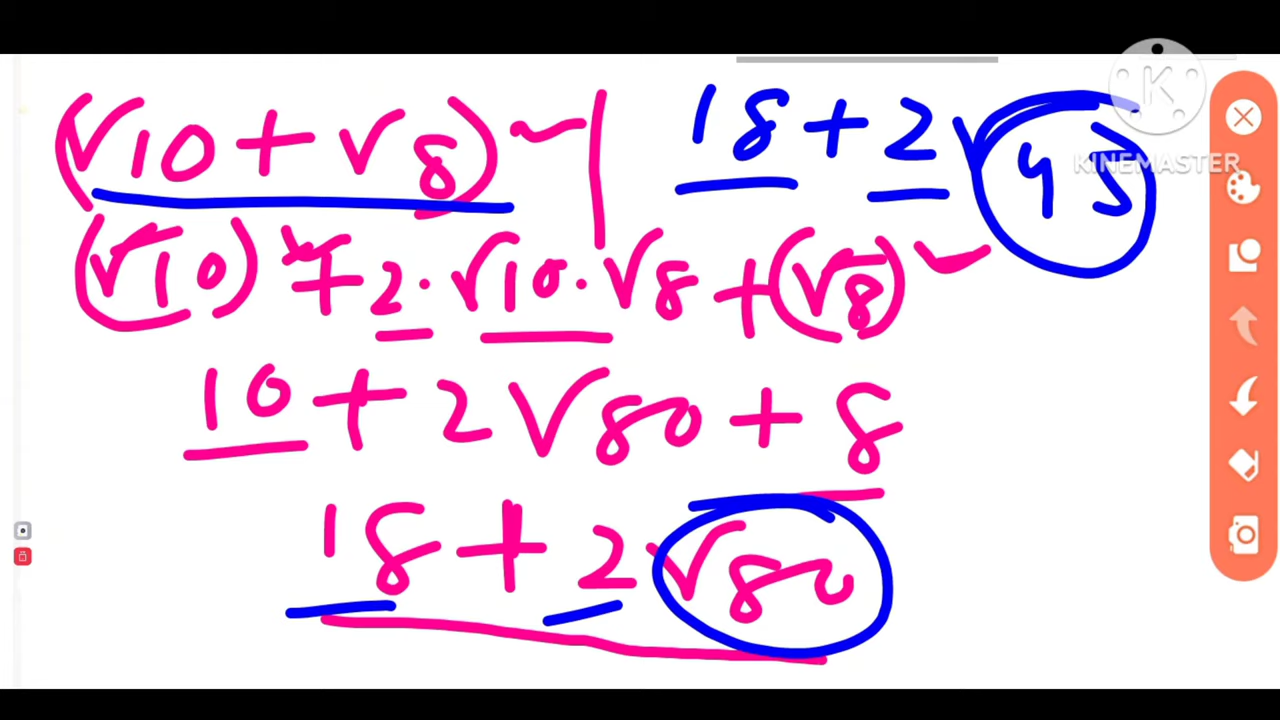 (√10 + √8)² | 18 + 2√45
KINEMASTER
(√10)² + 2·√10·√8 + (√8)²
10 + 2√80 + 8
18 + 2√80